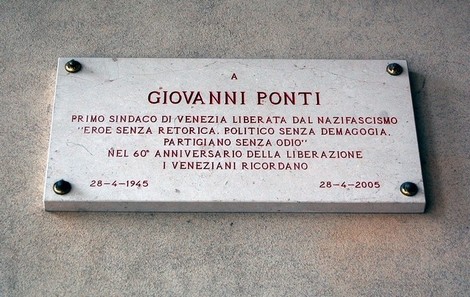 A
GIOVANNI PONTI
PRIMO SINDACO DI VENEZIA LIBERATA DAL NAZIFASCISMO
"EROE SENZA RETORICA, POLITICO SENZA DEMAGOGIA,
PARTIGIANO SENZA ODIO"
NEL 60° ANNIVERSARIO DELLA LIBERAZIONE
I VENEZIANI RICORDANO
28-4-1945 28-4-2005